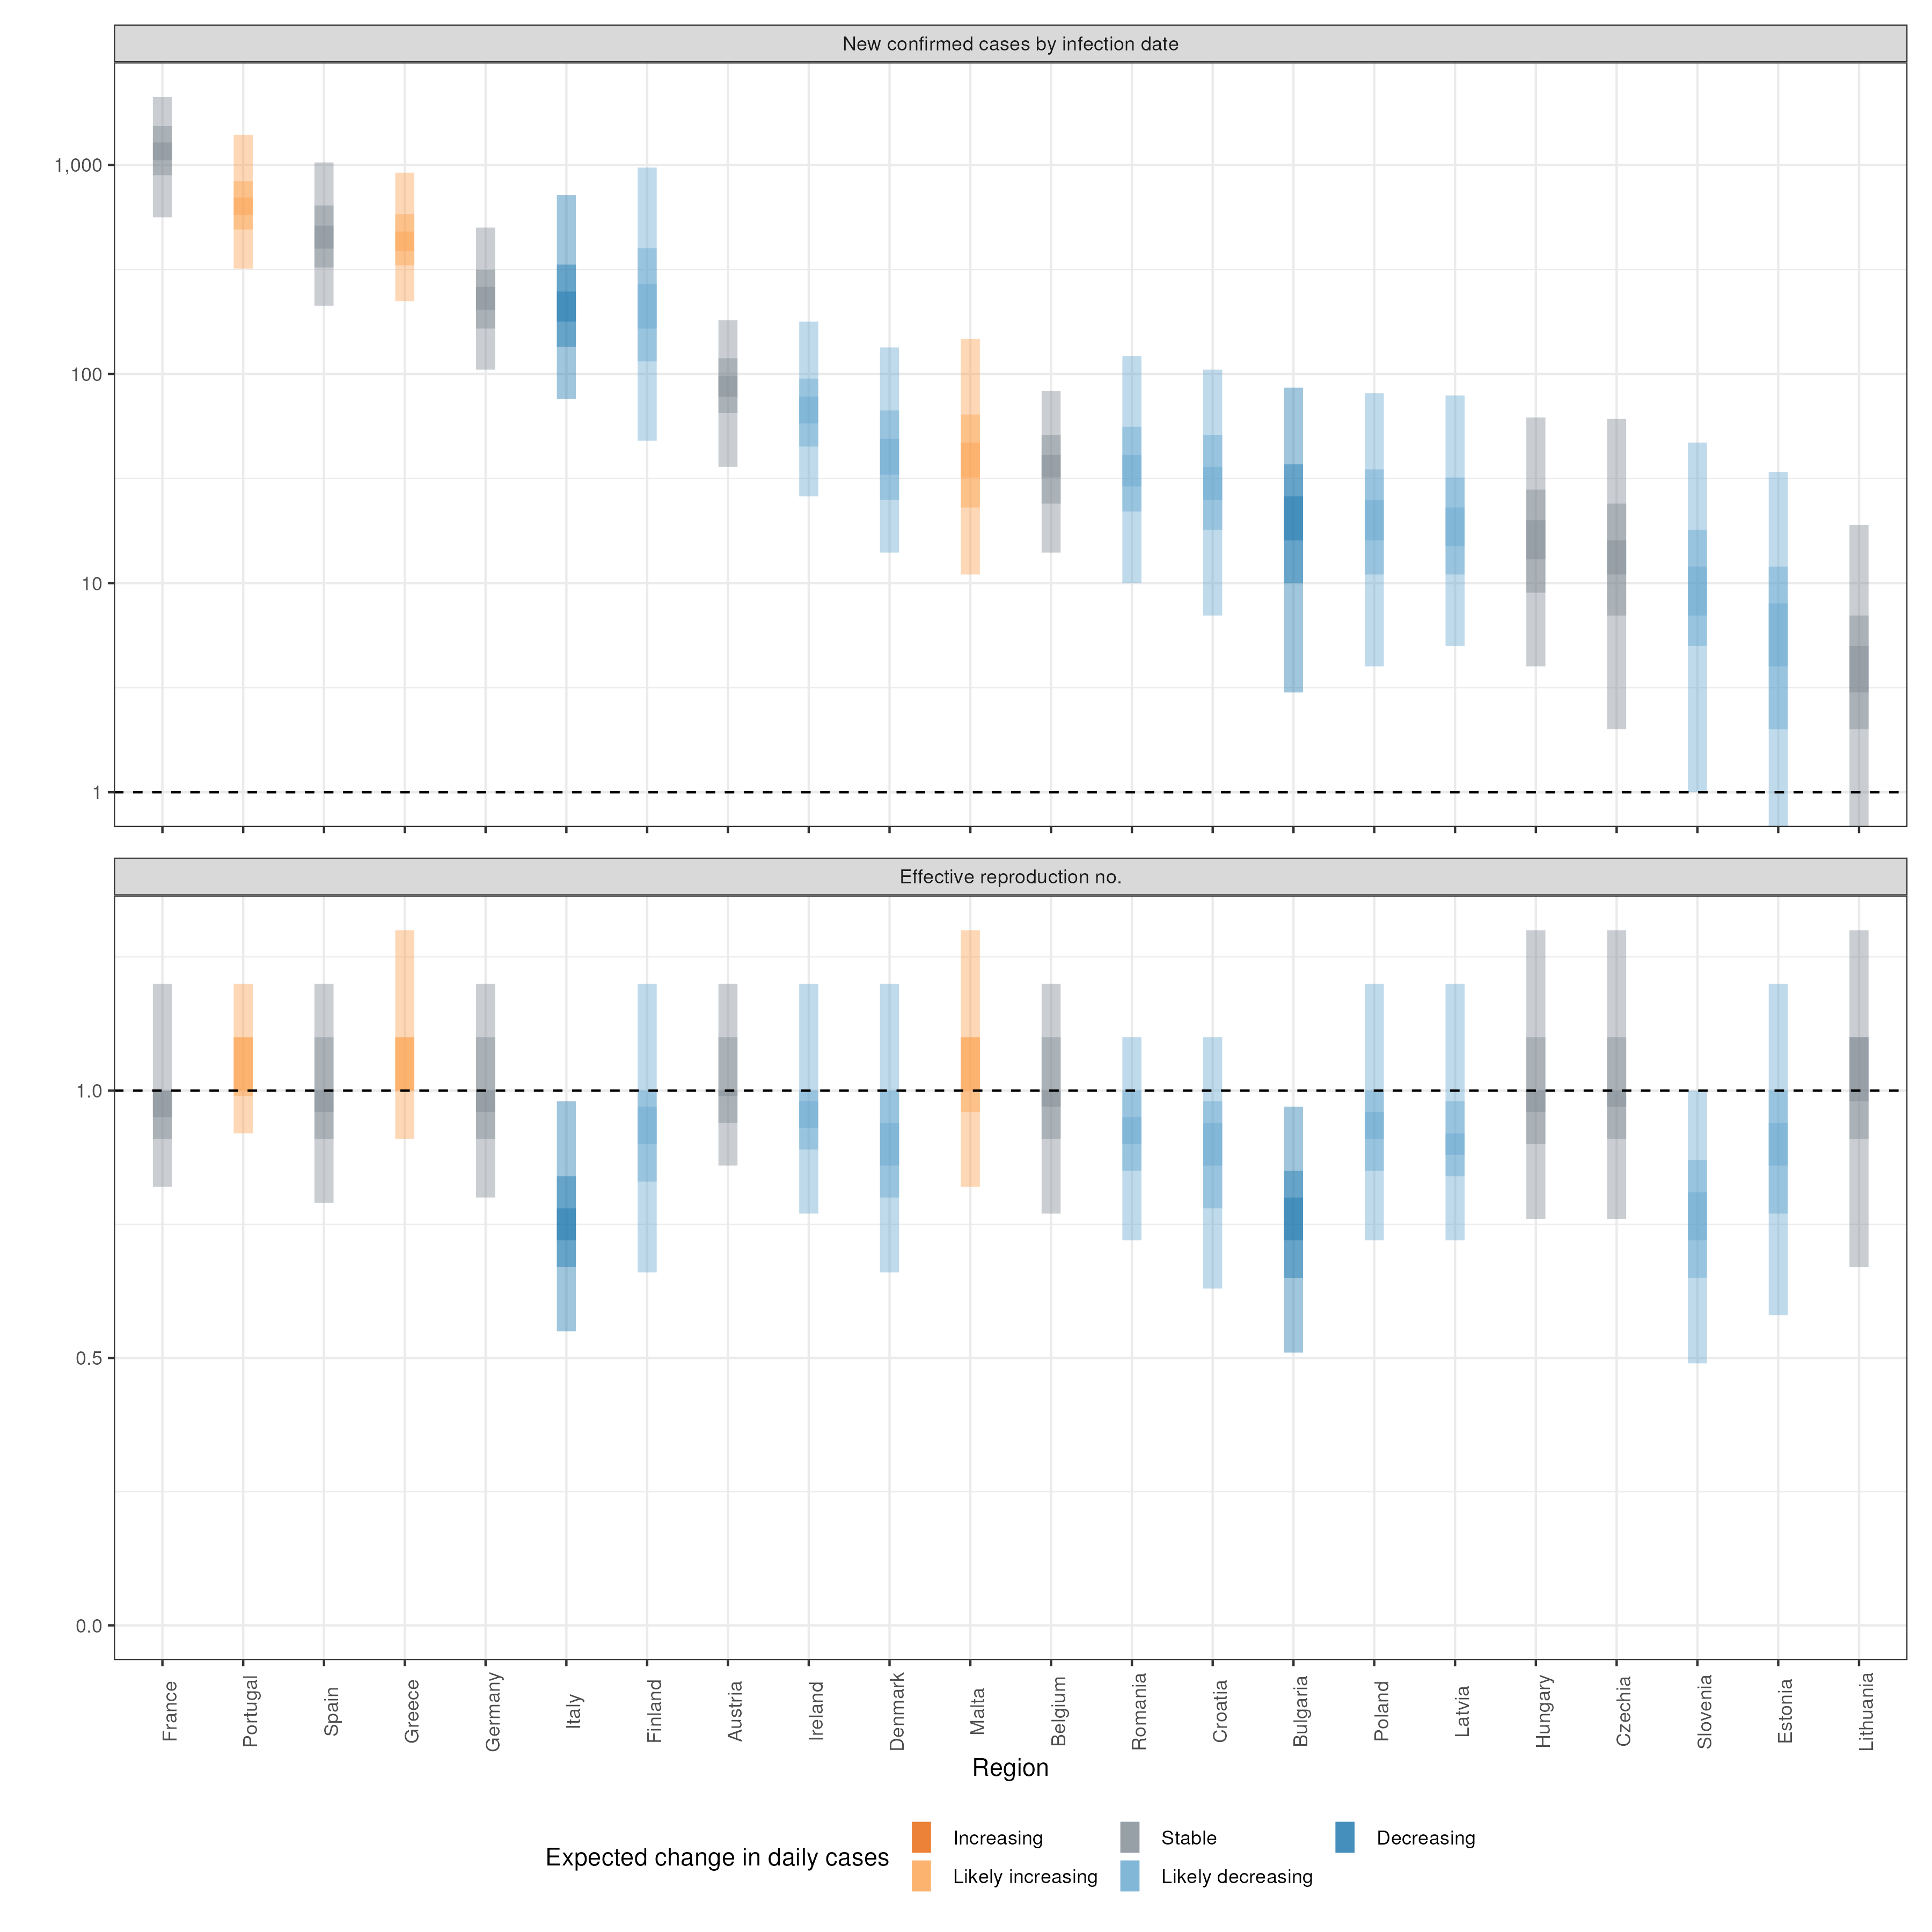 New confirmed cases by infection date
1,000
100
10
1
Effective reproduction no.
1.0
0.5
0.0
France
Portugal
Spain
Greece
Germany
Italy
Finland
Austria
Ireland
Denmark
Malta
Belgium
Romania
Croatia
Bulgaria
Poland
Latvia
Hungary
Czechia
Slovenia
Estonia
Lithuania
Region
Expected change in daily cases
Increasing
Stable
Decreasing
Likely increasing
Likely decreasing